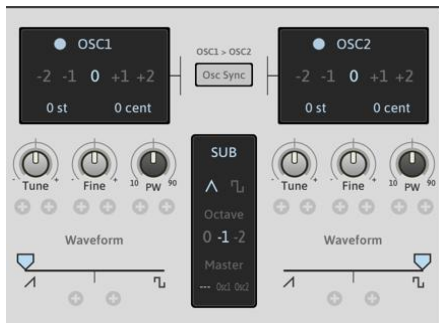 OSC1
-2 -1 0 +1 +2
0 st 0 cent
OSC1 > OSC2
Osc Sync
OSC2
-2 -1 0 +1 +2
0 st 0 cent
- Tune +
- Fine +
10 PW 90
SUB
Octave
0 -1 -2
Master
--- Osc1 Osc2
- Tune +
- Fine +
10 PW 90
Waveform
Waveform